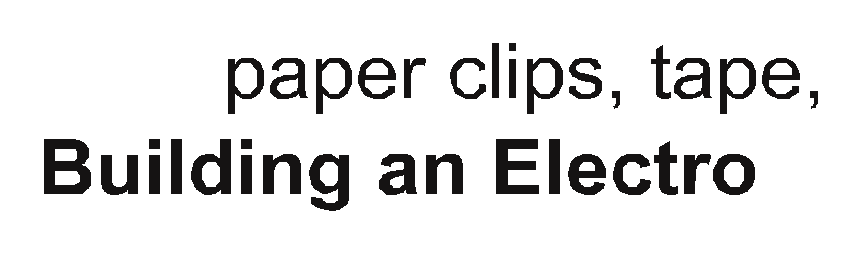 paper clips, tape,
Building an Electro